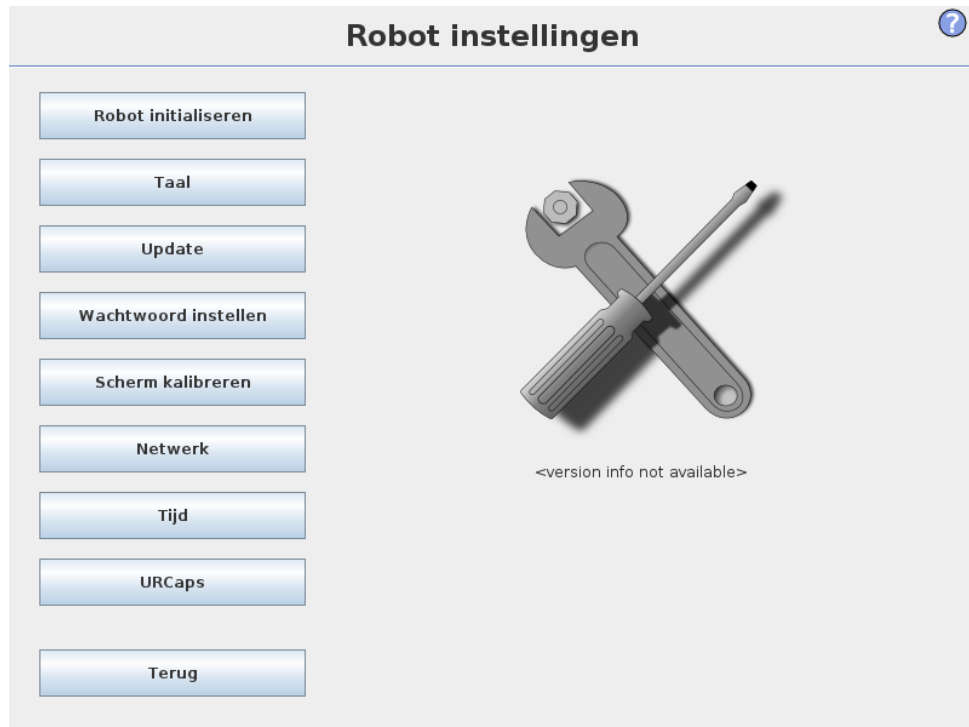 Robot instellingen
?
Robot initialiseren
Taal
Update
Wachtwoord instellen
Scherm kalibreren
Netwerk
Tijd
URCaps
Terug
<version info not available>